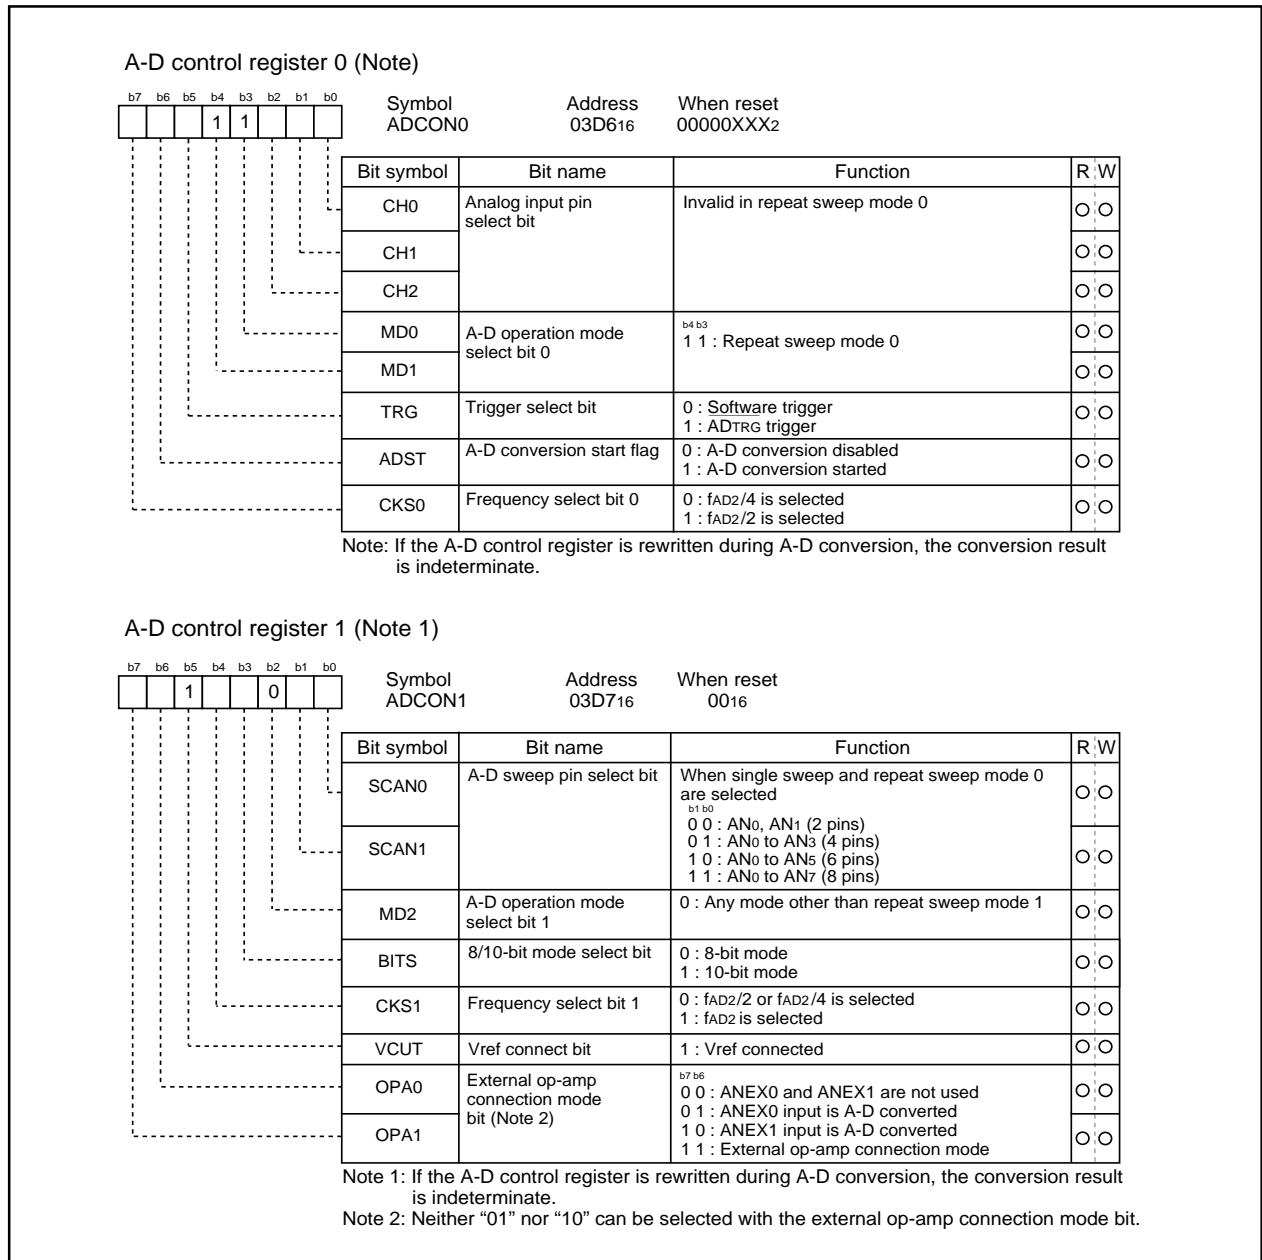 A-D control register 0 (Note)
b7 b6 b5 b4 b3 b2 b1 b0
1 1
Symbol Address When reset
ADCON0 03D616 00000XXX2
Bit symbol Bit name Function R W
CH0 Analog input pin select bit Invalid in repeat sweep mode 0
CH1
CH2
MD0 A-D operation mode select bit 0 b4 b3
1 1 : Repeat sweep mode 0
MD1
TRG Trigger select bit 0 : Software trigger
1 : ADTRG trigger
ADST A-D conversion start flag 0 : A-D conversion disabled
1 : A-D conversion started
CKS0 Frequency select bit 0 0 : fAD2/4 is selected
1 : fAD2/2 is selected
Note: If the A-D control register is rewritten during A-D conversion, the conversion result
is indeterminate.
A-D control register 1 (Note 1)
b7 b6 b5 b4 b3 b2 b1 b0
1 0
Symbol Address When reset
ADCON1 03D716 0016
Bit symbol Bit name Function R W
SCAN0 A-D sweep pin select bit When single sweep and repeat sweep mode 0
are selected
b1 b0
0 0 : AN0, AN1 (2 pins)
0 1 : AN0 to AN3 (4 pins)
SCAN1
1 0 : AN0 to AN5 (6 pins)
1 1 : AN0 to AN7 (8 pins)
MD2 A-D operation mode select bit 1 0 : Any mode other than repeat sweep mode 1
BITS 8/10-bit mode select bit 0 : 8-bit mode
1 : 10-bit mode
CKS1 Frequency select bit 1 0 : fAD2/2 or fAD2/4 is selected
1 : fAD2 is selected
VCUT Vref connect bit 1 : Vref connected
OPA0 External op-amp connection mode bit (Note 2) b7 b6
0 0 : ANEX0 and ANEX1 are not used
0 1 : ANEX0 input is A-D converted
OPA1
1 0 : ANEX1 input is A-D converted
1 1 : External op-amp connection mode
Note 1: If the A-D control register is rewritten during A-D conversion, the conversion result
is indeterminate.
Note 2: Neither “01” nor “10” can be selected with the external op-amp connection mode bit.